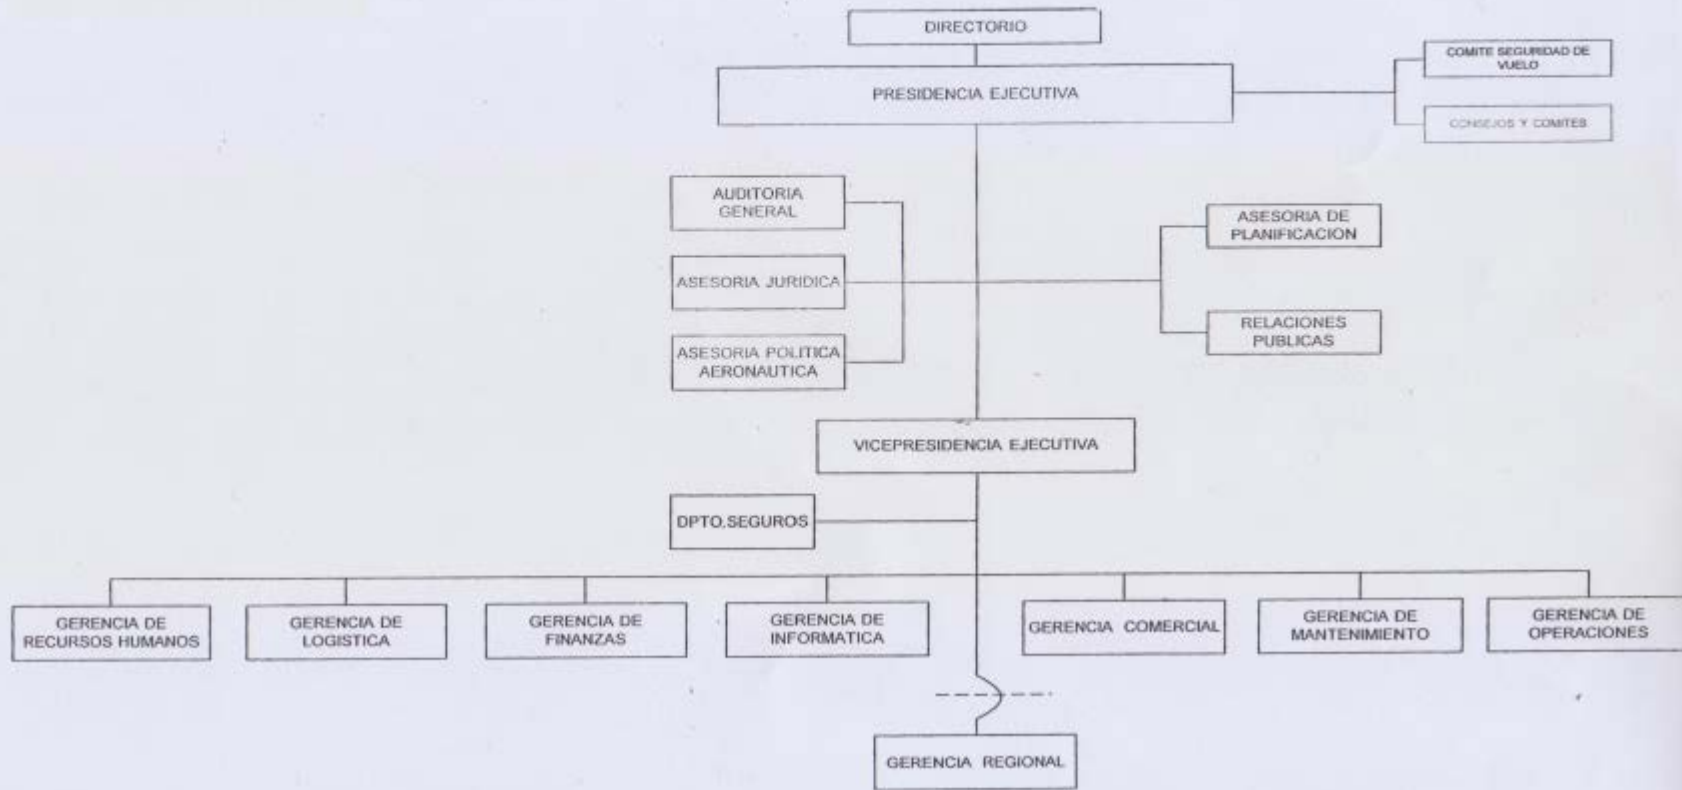 DIRECTORIO
PRESIDENCIA EJECUTIVA
COMITE SEGURIDAD DE
VUELO
CONSEJOS Y COMITES
AUDITORIA
GENERAL
ASESORIA JURIDICA
ASESORIA POLITICA
AERONAUTICA
ASESORIA DE
PLANIFICACION
RELACIONES
PUBLICAS
VICEPRESIDENCIA EJECUTIVA
DPTO.SEGUROS
GERENCIA DE
RECURSOS HUMANOS
GERENCIA DE
LOGISTICA
GERENCIA DE
FINANZAS
GERENCIA DE
INFORMATICA
GERENCIA COMERCIAL
GERENCIA DE
MANTENIMIENTO
GERENCIA DE
OPERACIONES
GERENCIA REGIONAL